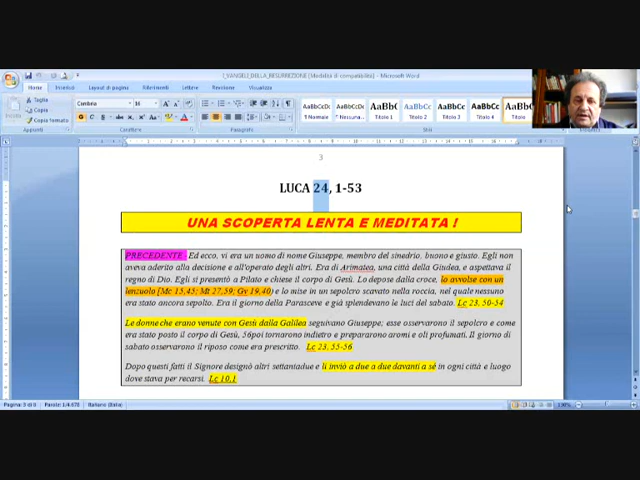 I_VANGELI_DELLA_RESURREZIONE [Modalità di compatibilità] - Microsoft Word
Home Inserisci Layout di pagina Riferimenti Lettere Revisione Visualizza
Taglia
Copia
Copia formato
Incolla
Cambria
AaBbCcDc AaBbCcDc AaBbC AaBbCc AaBbC AaBbCc AaBbC
Normale Nessuna... Titolo 1 Titolo 2 Titolo 3 Titolo 4 Titolo
Appunti Carattere Paragrafo Stili
3
LUCA 24, 1-53
UNA SCOPERTA LENTA E MEDITATA !
PRECEDENTE - Ed ecco, vi era un uomo di nome Giuseppe, membro del sinedrio, buono e giusto. Egli non
aveva aderito alla decisione e all'operato degli altri. Era di Arimatea, una città della Giudea, e aspettava il
regno di Dio. Egli si presentò a Pilato e chiese il corpo di Gesù. Lo depose dalla croce, lo avvolse con un
lenzuolo [Mc 15,45; Mt 27,59; Gv 19,40] e lo mise in un sepolcro scavato nella roccia, nel quale nessuno
era stato ancora sepolto. Era il giorno della Parasceve e già splendevano le luci del sabato. Lc 23, 50-54
Le donne che erano venute con Gesù dalla Galilea seguivano Giuseppe; esse osservarono il sepolcro e come
era stato posto il corpo di Gesù, 56poi tornarono indietro e prepararono aromi e oli profumati. Il giorno di
sabato osservarono il riposo come era prescritto. Lc 23, 55-56
Dopo questi fatti il Signore designò altri settantadue e li inviò a due a due davanti a sé in ogni città e luogo
dove stava per recarsi. Lc 10,1
Pagina: 3 di 8 Parole: 1/4.678 Italiano (Italia)